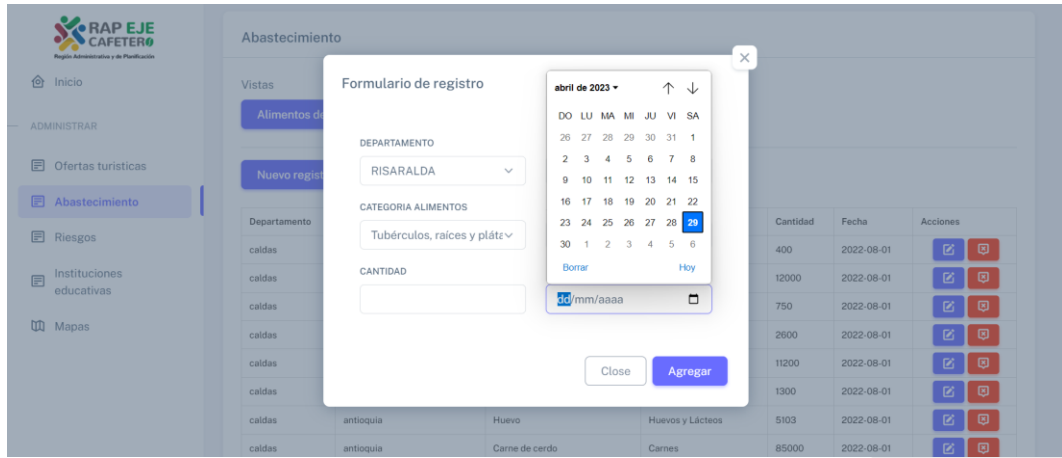 RAP EJE
CAFETERO
Región Administrativa y de Planificación
Inicio
ADMINISTRAR
Ofertas turisticas
Abastecimiento
Riesgos
Instituciones
educativas
Mapas
Abastecimiento
Vistas
Alimentos de
Nuevo regist
Formulario de registro
DEPARTAMENTO
RISARALDA
CATEGORIA ALIMENTOS
Tubérculos, raíces y pláta
CANTIDAD
abril de 2023
DO LU MA MI JU VI SA
26 27 28 29 30 31 1
2 3 4 5 6 7 8
9 10 11 12 13 14 15
16 17 18 19 20 21 22
23 24 25 26 27 28 29
30 1 2 3 4 5 6
Borrar Hoy
dd/mm/aaaa
Close Agregar
Departamento Cantidad Fecha Acciones
caldas 400 2022-08-01
caldas 12000 2022-08-01
caldas 750 2022-08-01
caldas 2600 2022-08-01
caldas 11200 2022-08-01
caldas 1300 2022-08-01
caldas antioquia Huevo Huevos y Lácteos 5103 2022-08-01
caldas antioquia Carne de cerdo Carnes 85000 2022-08-01